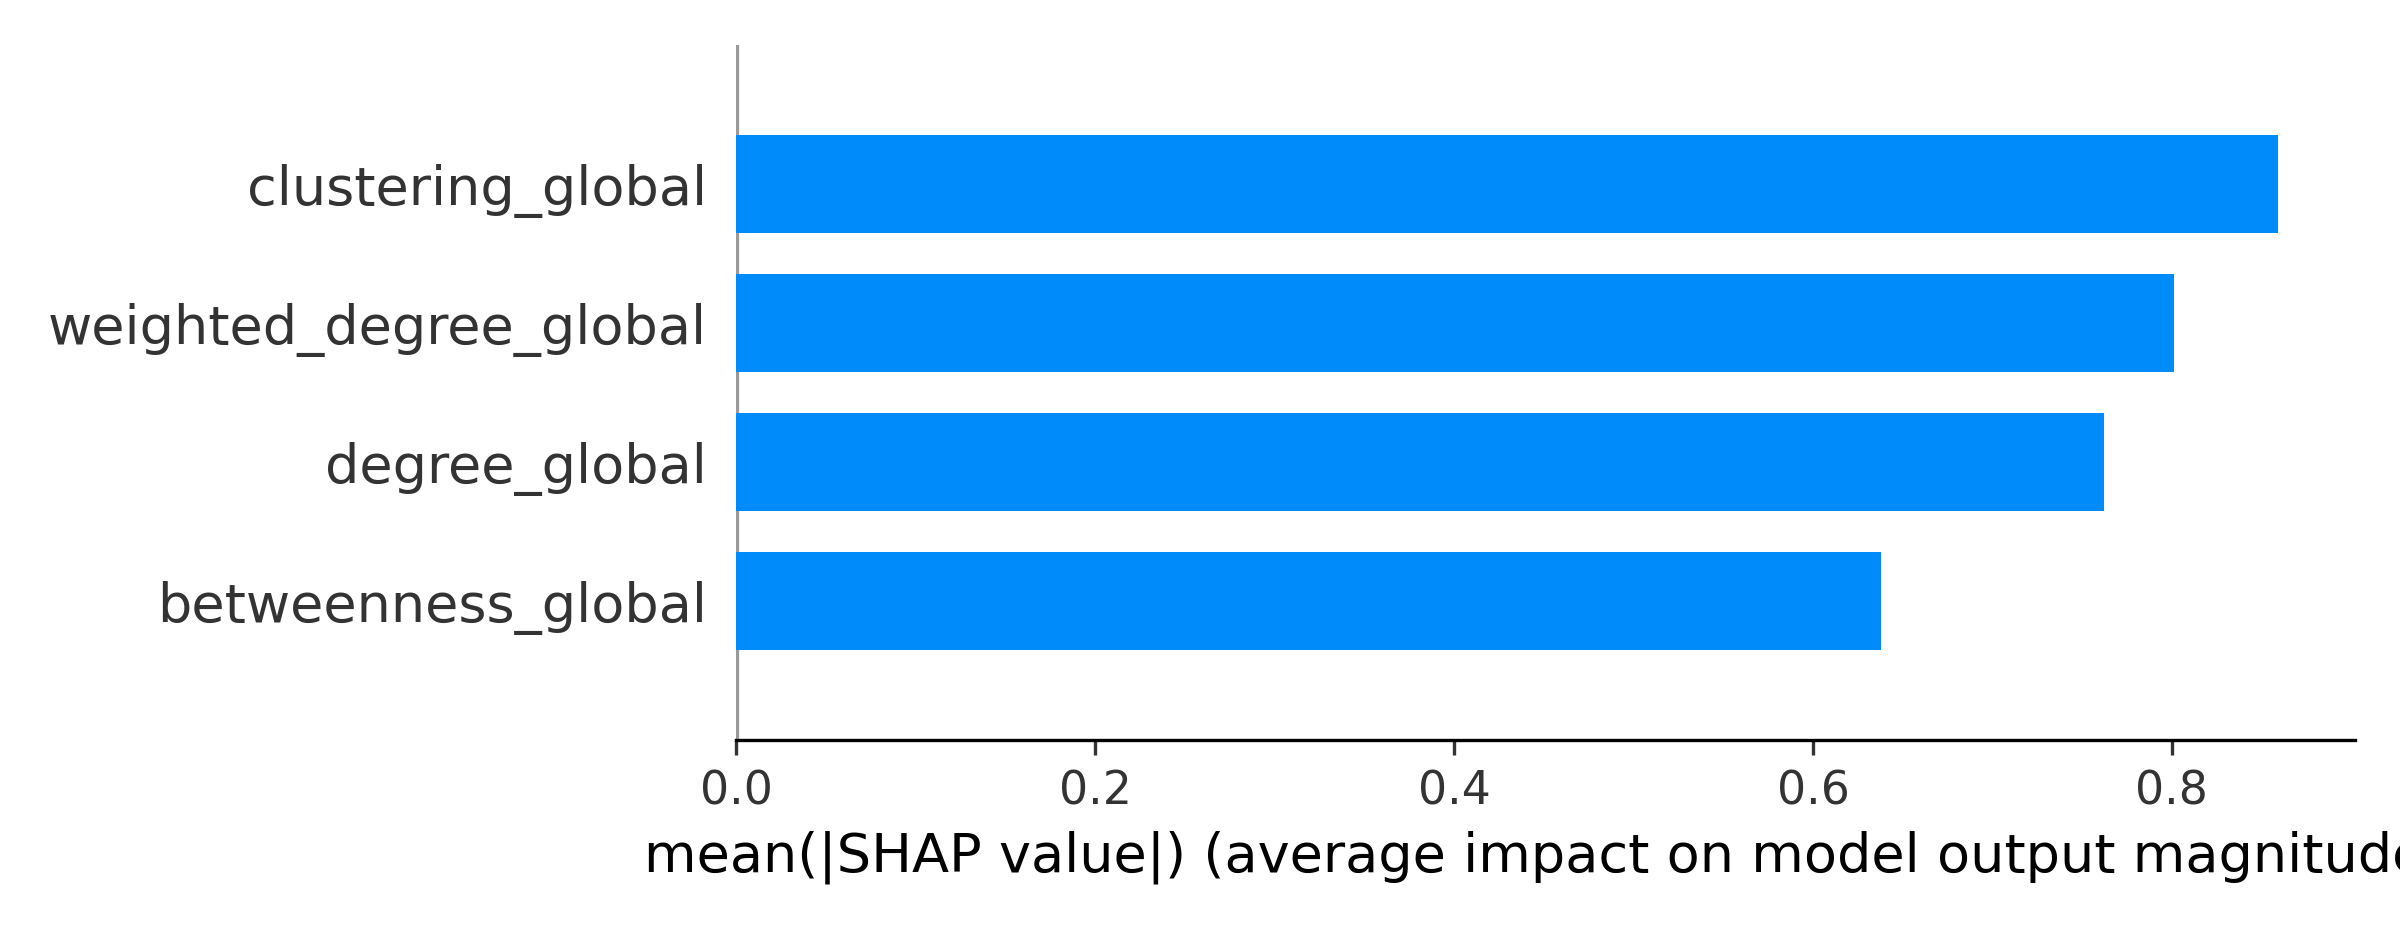 clustering_global
weighted_degree_global
degree_global
betweenness_global
0.0 0.2 0.4 0.6 0.8
mean(|SHAP value|) (average impact on model output magnitude